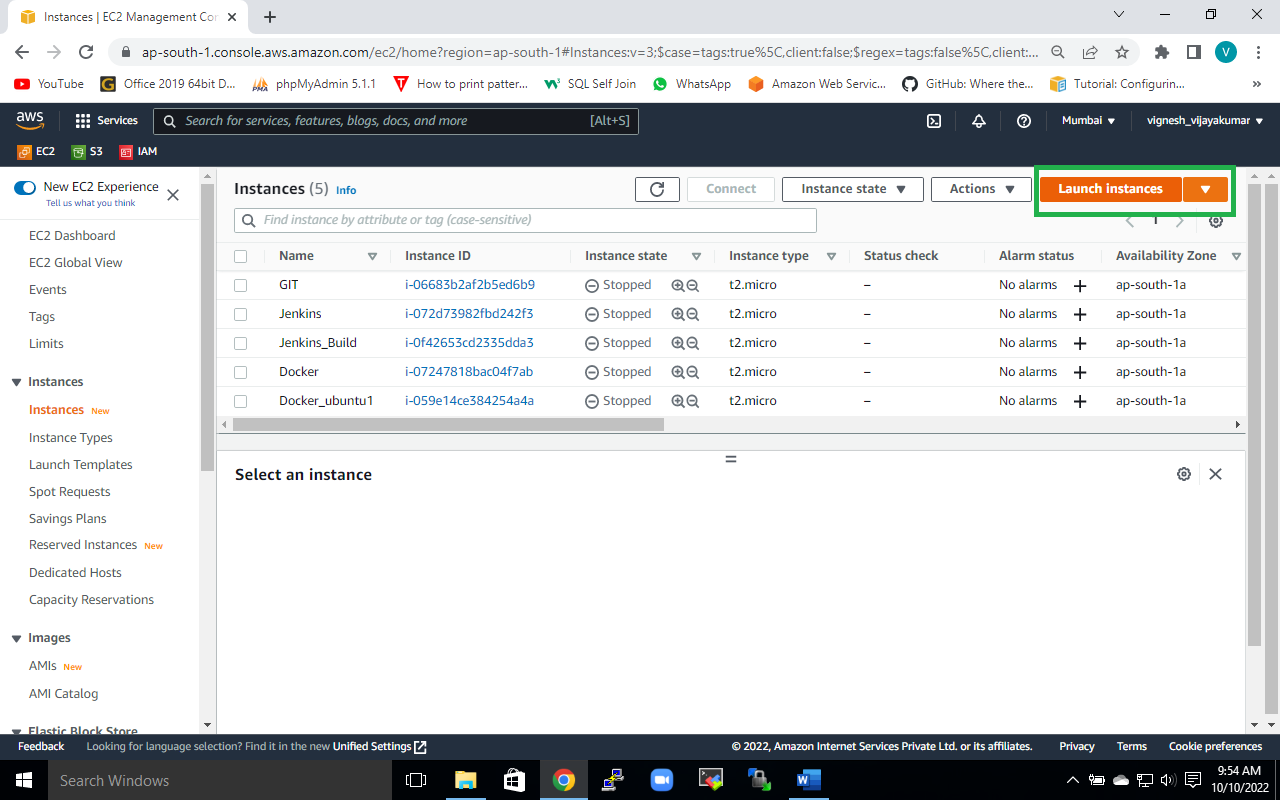 Instances | EC2 Management Con
ap-south-1.console.aws.amazon.com/ec2/home?region=ap-south-1#Instances:v=3;$case=tags:true%5C,client:false;$regex=tags:false%5C,client:...
V
YouTube Office 2019 64bit D... phpMyAdmin 5.1.1 How to print patter... SQL Self Join WhatsApp Amazon Web Servic... GitHub: Where the... Tutorial: Configurin... »
aws Services Search for services, features, blogs, docs, and more [Alt+S] Mumbai vignesh_vijayakumar
EC2 S3 IAM
New EC2 Experience
Tell us what you think
EC2 Dashboard
EC2 Global View
Events
Tags
Limits
Instances
Instances New
Instance Types
Launch Templates
Spot Requests
Savings Plans
Reserved Instances New
Dedicated Hosts
Capacity Reservations
Images
AMIs New
AMI Catalog
Elastic Block Store
Instances (5) Info Connect Instance state Actions Launch instances
Find instance by attribute or tag (case-sensitive) 1
Name Instance ID Instance state Instance type Status check Alarm status Availability Zone
GIT i-06683b2af2b5ed6b9 Stopped t2.micro – No alarms + ap-south-1a
Jenkins i-072d73982fbd242f3 Stopped t2.micro – No alarms + ap-south-1a
Jenkins_Build i-0f42653cd2335dda3 Stopped t2.micro – No alarms + ap-south-1a
Docker i-07247818bac04f7ab Stopped t2.micro – No alarms + ap-south-1a
Docker_ubuntu1 i-059e14ce384254a4a Stopped t2.micro – No alarms + ap-south-1a
Select an instance
Feedback Looking for language selection? Find it in the new Unified Settings © 2022, Amazon Internet Services Private Ltd. or its affiliates. Privacy Terms Cookie preferences
Search Windows
9:54 AM
10/10/2022